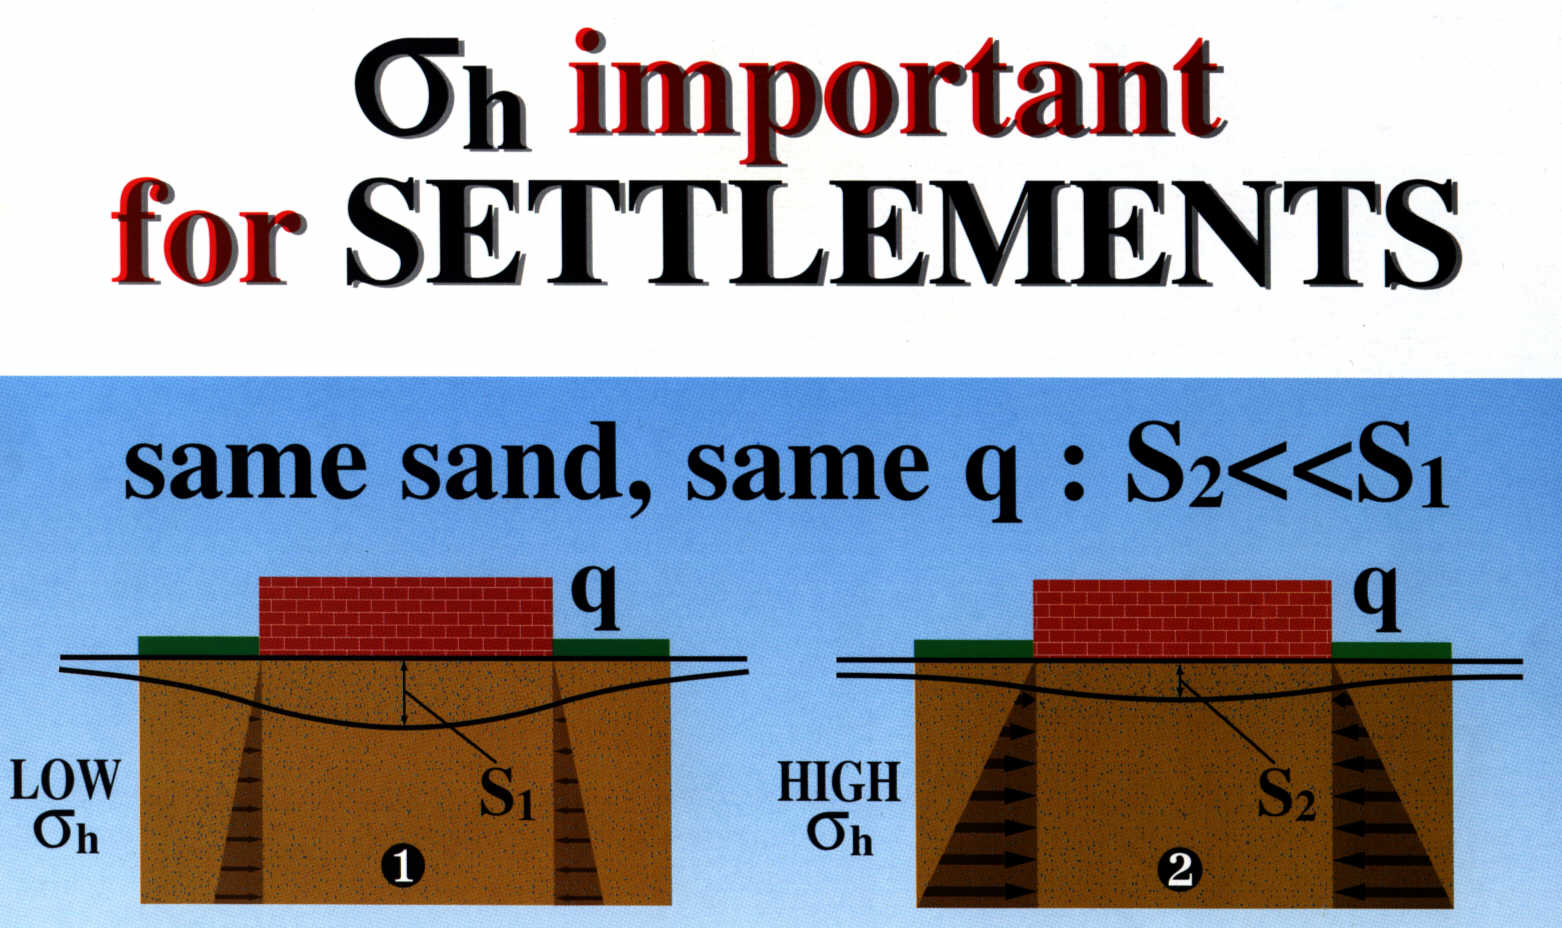 σh important
for SETTLEMENTS
same sand, same q : S2<<S1
q
q
LOW
σh
S1
1
HIGH
σh
S2
2